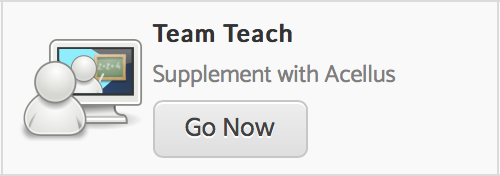 Team Teach
Supplement with Acellus
Go Now